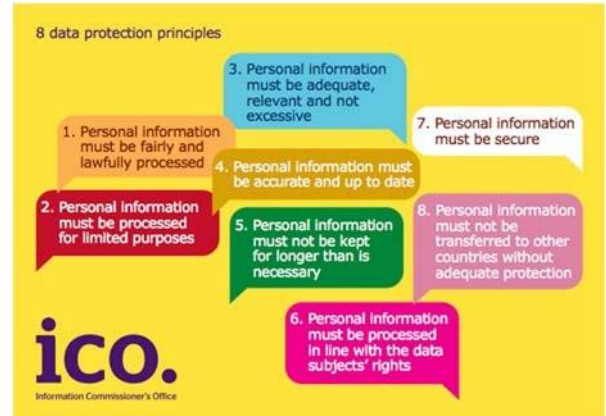 8 data protection principles
1. Personal information
must be fairly and
lawfully processed
2. Personal information
must be processed
for limited purposes
3. Personal information
must be adequate,
relevant and not
excessive
4. Personal information must
be accurate and up to date
5. Personal information
must not be kept
for longer than is
necessary
6. Personal information
must be processed
in line with the data
subjects' rights
7. Personal information
must be secure
8. Personal information
must not be
transferred to other
countries without
adequate protection
ico.
Information Commissioner's Office